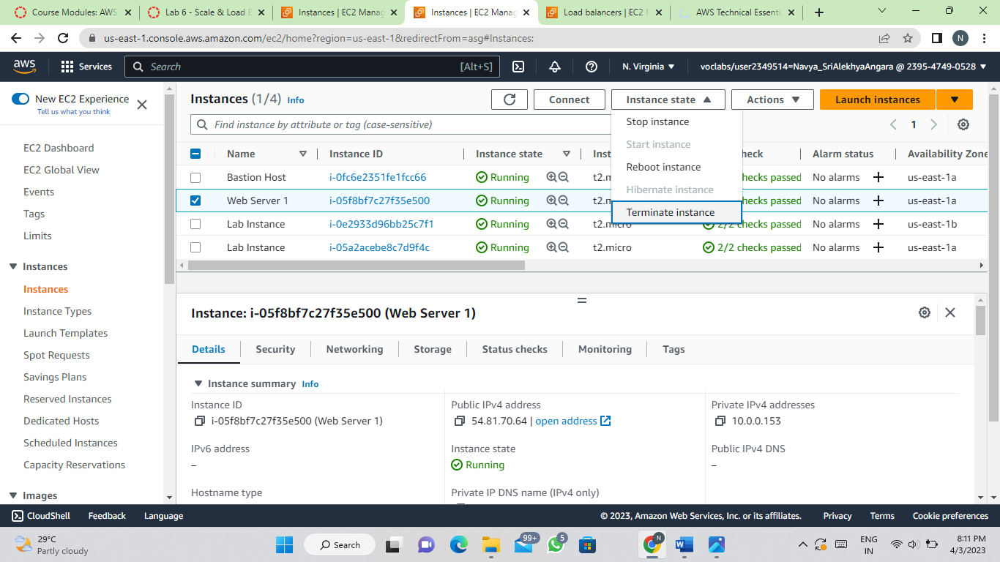 Course Modules: AWS
Lab 6 - Scale & Load B
Instances | EC2 Manag
Instances | EC2 Manag
Load balancers | EC2 M
AWS Technical Essenti
us-east-1.console.aws.amazon.com/ec2/home?region=us-east-1&redirectFrom=asg#Instances:
N
aws
Services
Search
[Alt+S]
N. Virginia
voclabs/user2349514=Navya_SriAlekhyaAngara @ 2395-4749-0528
New EC2 Experience
Tell us what you think
EC2 Dashboard
EC2 Global View
Events
Tags
Limits
Instances
Instances
Instance Types
Launch Templates
Spot Requests
Savings Plans
Reserved Instances
Dedicated Hosts
Scheduled Instances
Capacity Reservations
Images
Instances (1/4) Info
Connect
Instance state
Actions
Launch instances
Find instance by attribute or tag (case-sensitive)
1
Stop instance
Start instance
Reboot instance
Hibernate instance
Terminate instance
Name Instance ID Instance state Inst heck Alarm status Availability Zone
Bastion Host i-0fc6e2351fe1fcc66 Running t2.m checks passed No alarms us-east-1a
Web Server 1 i-05f8bf7c27f35e500 Running t2.m checks passed No alarms us-east-1a
Lab Instance i-0e2933d96bb25c7f1 Running t2.micro 2/2 checks passed No alarms us-east-1b
Lab Instance i-05a2acebe8c7d9f4c Running t2.micro 2/2 checks passed No alarms us-east-1a
Instance: i-05f8bf7c27f35e500 (Web Server 1)
Details Security Networking Storage Status checks Monitoring Tags
Instance summary Info
Instance ID
i-05f8bf7c27f35e500 (Web Server 1)
Public IPv4 address
54.81.70.64 | open address
Private IPv4 addresses
10.0.0.153
IPv6 address
–
Instance state
Running
Public IPv4 DNS
–
Hostname type
Private IP DNS name (IPv4 only)
CloudShell
Feedback
Language
© 2023, Amazon Web Services, Inc. or its affiliates.
Privacy
Terms
Cookie preferences
29°C
Partly cloudy
Search
99+
5
N
ENG
IN
8:11 PM
4/3/2023